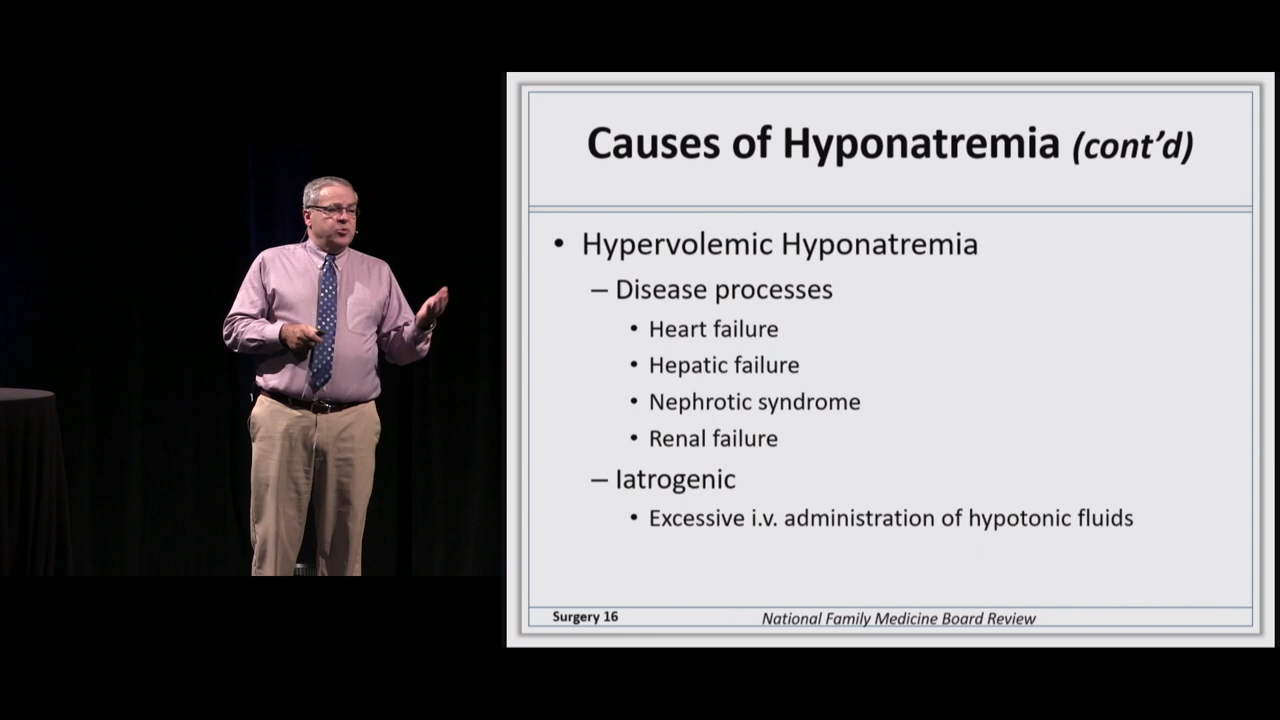 Causes of Hyponatremia (cont’d)
• Hypervolemic Hyponatremia
– Disease processes
• Heart failure
• Hepatic failure
• Nephrotic syndrome
• Renal failure
– Iatrogenic
• Excessive i.v. administration of hypotonic fluids
Surgery 16 National Family Medicine Board Review